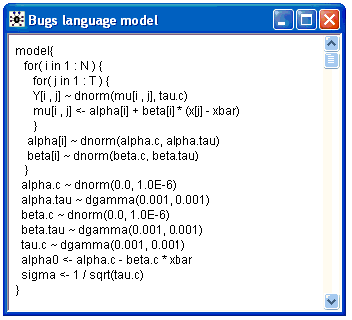 Bugs language model
model{
for( i in 1 : N ) {
for( j in 1 : T ) {
Y[i , j] ~ dnorm(mu[i , j], tau.c)
mu[i , j] <- alpha[i] + beta[i] * (x[j] - xbar)
}
alpha[i] ~ dnorm(alpha.c, alpha.tau)
beta[i] ~ dnorm(beta.c, beta.tau)
}
alpha.c ~ dnorm(0.0, 1.0E-6)
alpha.tau ~ dgamma(0.001, 0.001)
beta.c ~ dnorm(0.0, 1.0E-6)
beta.tau ~ dgamma(0.001, 0.001)
tau.c ~ dgamma(0.001, 0.001)
alpha0 <- alpha.c - beta.c * xbar
sigma <- 1 / sqrt(tau.c)
}